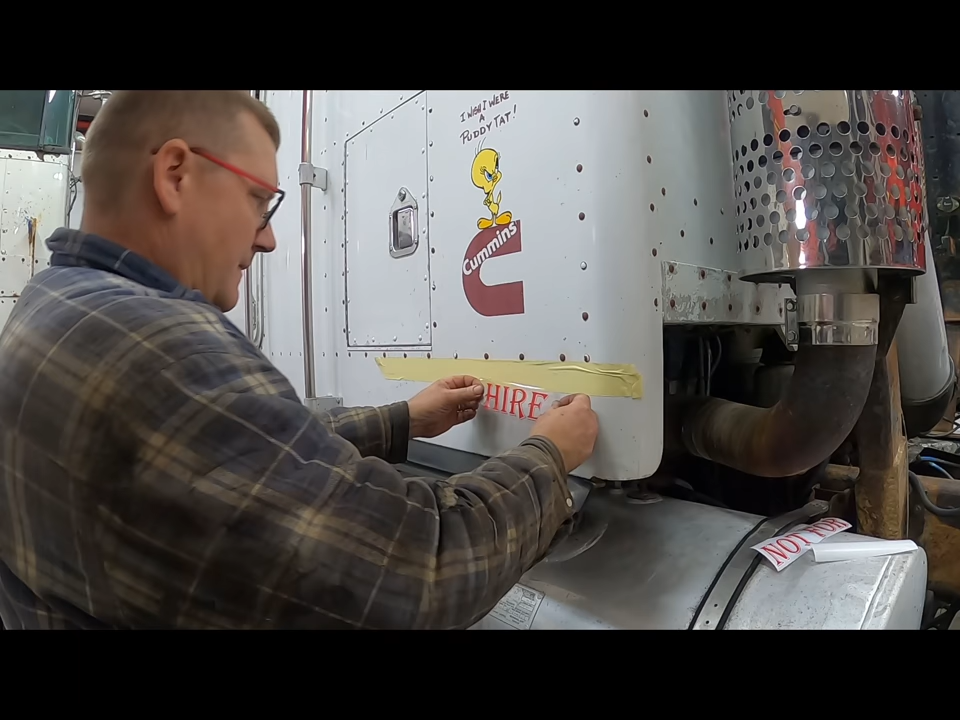 I WISH I WERE
A
PUDDY TAT!
Cummins
HIRE
NOT FOR